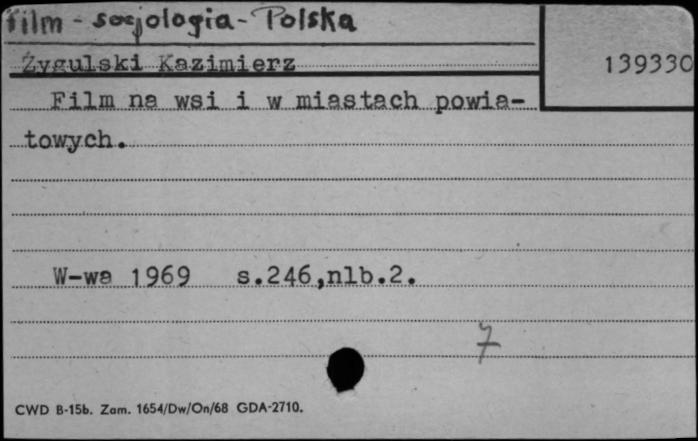 film - socjologia - Polska
Żygulski Kazimierz
139330
Film na wsi i w miastach powia-
towych.
W-wa 1969 s.246,nlb.2.
7
CWD B-15b. Zam. 1654/Dw/On/68 GDA-2710.